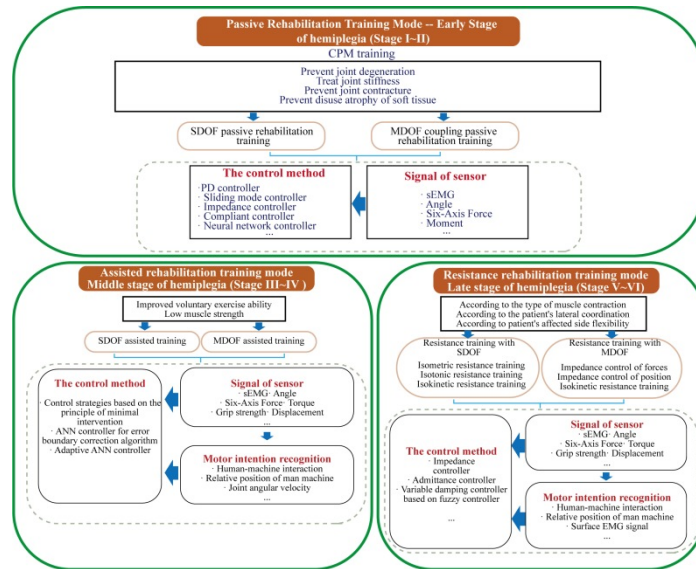 Passive Rehabilitation Training Mode -- Early Stage
of hemiplegia (Stage I~II)
CPM training
Prevent joint degeneration
Treat joint stiffness
Prevent joint contracture
Prevent disuse atrophy of soft tissue
SDOF passive rehabilitation
training
MDOF coupling passive
rehabilitation training
The control method
·PD controller
· Sliding mode controller
· Impedance controller
· Compliant controller
· Neural network controller
...
Signal of sensor
· sEMG
· Angle
· Six-Axis Force
· Moment
...
Assisted rehabilitation training mode
Middle stage of hemiplegia (Stage III~IV )
Improved voluntary exercise ability
Low muscle strength
SDOF assisted training
MDOF assisted training
The control method
· Control strategies based on the
principle of minimal
intervention
· ANN controller for error
boundary correction algorithm
· Adaptive ANN controller
Signal of sensor
· sEMG· Angle
· Six-Axis Force· Torque
· Grip strength· Displacement
...
Motor intention recognition
· Human-machine interaction
· Relative position of man machine
· Joint angular velocity
...
Resistance rehabilitation training mode
Late stage of hemiplegia (Stage V~VI)
According to the type of muscle contraction
According to the patient's lateral coordination
According to patient's affected side flexibility
Resistance training with
SDOF
Isometric resistance training
Isotonic resistance training
Isokinetic resistance training
Resistance training with
MDOF
Impedance control of forces
Impedance control of position
Isokinetic resistance training
The control method
· Impedance
controller
· Admittance controller
· Variable damping controller
based on fuzzy controller
...
Signal of sensor
· sEMG· Angle
· Six-Axis Force· Torque
· Grip strength· Displacement
...
Motor intention recognition
· Human-machine interaction
· Relative position of man machine
· Surface EMG signal
...